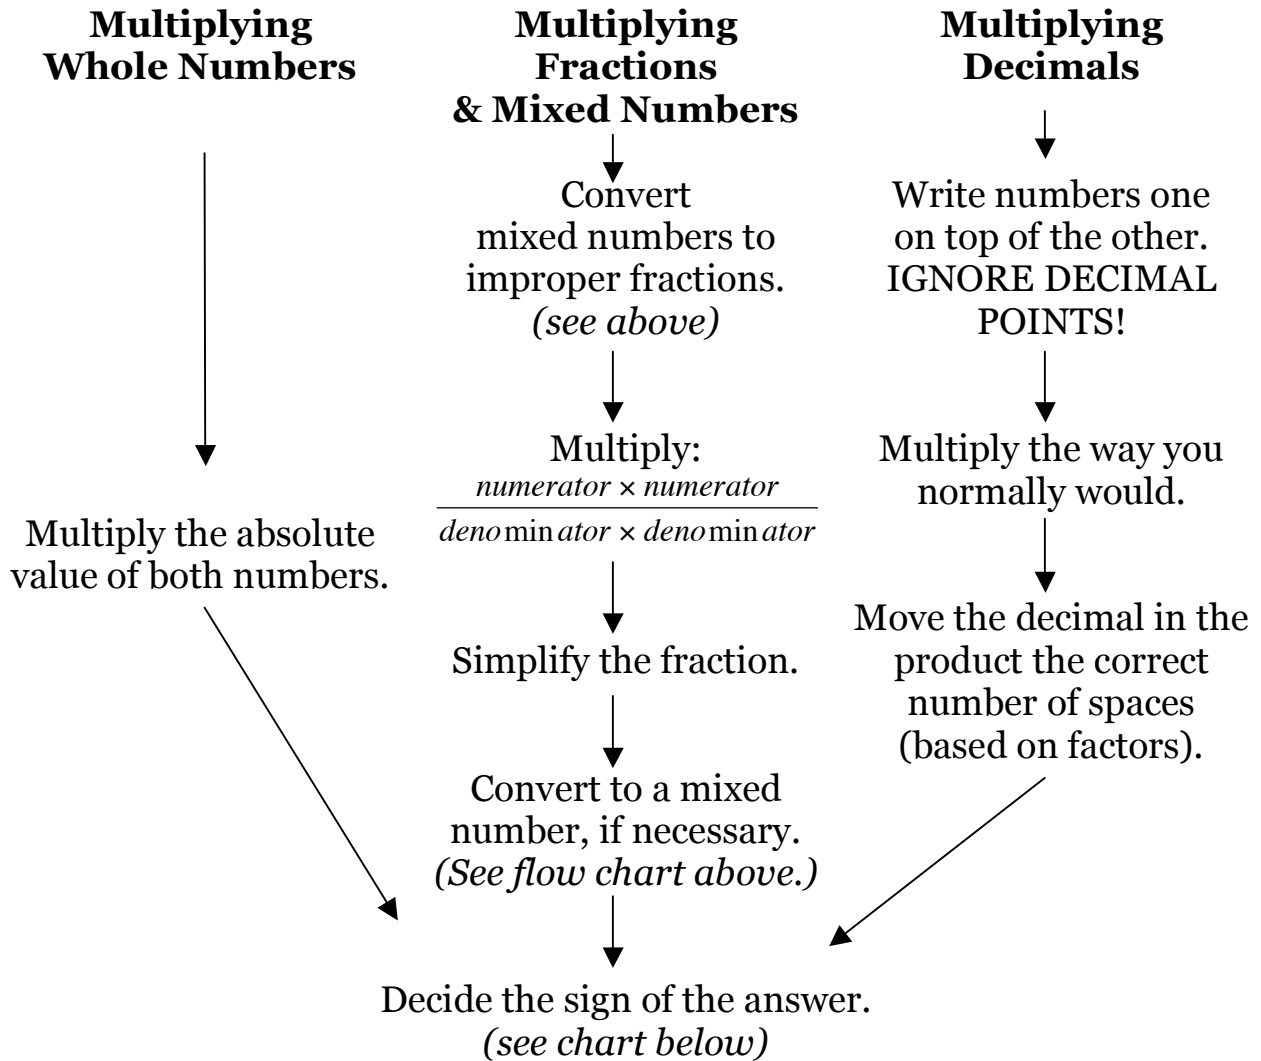 Multiplying
Whole Numbers
Multiply the absolute
value of both numbers.
Multiplying
Fractions
& Mixed Numbers
Convert
mixed numbers to
improper fractions.
(see above)
Multiply:
numerator × numerator
denominator × denominator
Simplify the fraction.
Convert to a mixed
number, if necessary.
(See flow chart above.)
Multiplying
Decimals
Write numbers one
on top of the other.
IGNORE DECIMAL
POINTS!
Multiply the way you
normally would.
Move the decimal in the
product the correct
number of spaces
(based on factors).
Decide the sign of the answer.
(see chart below)